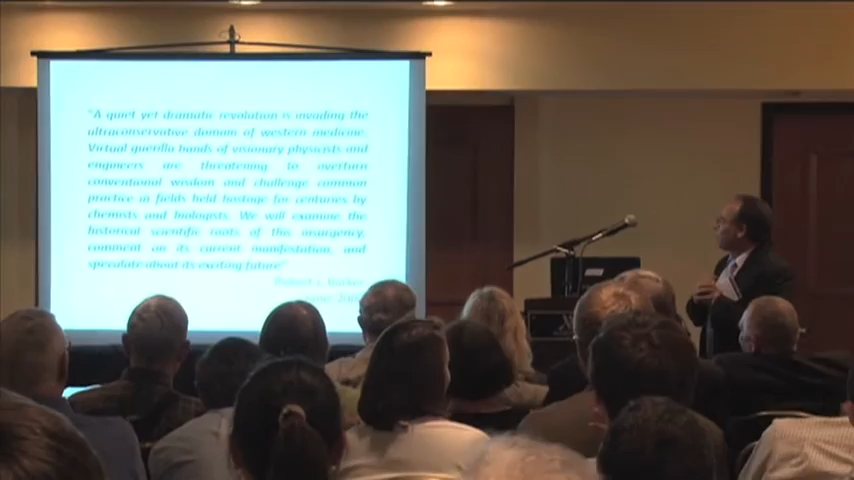 "A quiet yet dramatic revolution is invading the
ultraconservative domain of western medicine.
Virtual guerilla bands of visionary physicists and
engineers are threatening to overturn
conventional wisdom and challenge common
practice in fields held hostage for centuries by
chemists and biologists. We will examine the
historical scientific roots of this insurgency,
comment on its current manifestation, and
speculate about its exciting future"
Robert